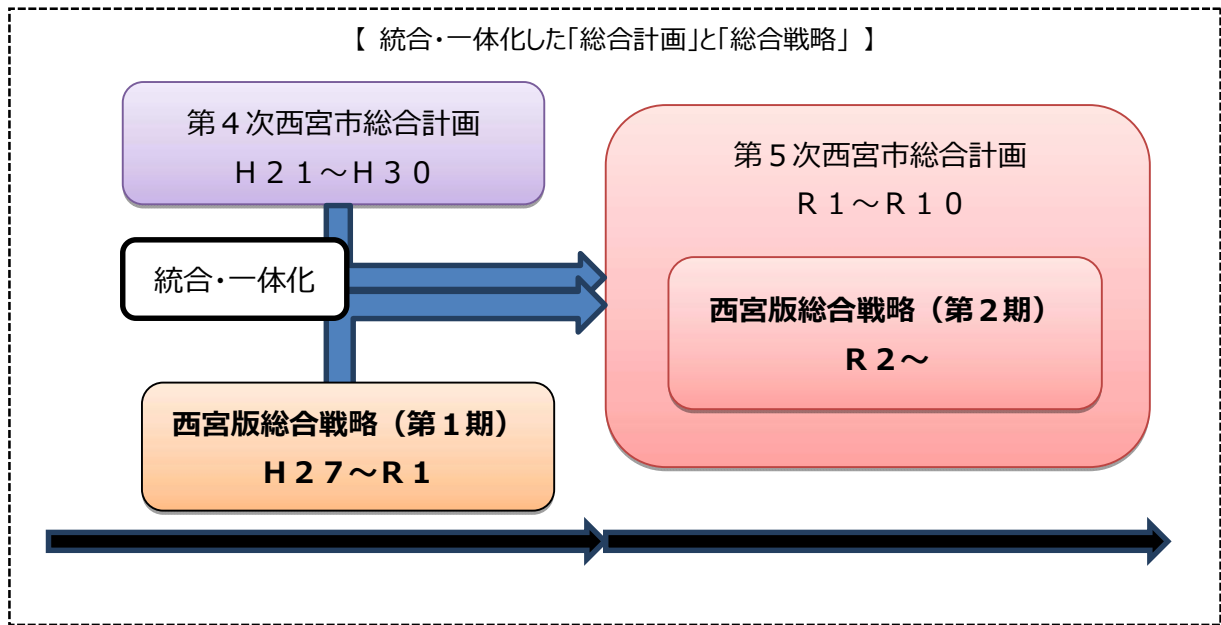 【 統合・一体化した「総合計画」と「総合戦略」 】
第４次西宮市総合計画
Ｈ２１～Ｈ３０
統合・一体化
西宮版総合戦略（第１期）
Ｈ２７～Ｒ１
第５次西宮市総合計画
Ｒ１～Ｒ１０
西宮版総合戦略（第２期）
Ｒ２～